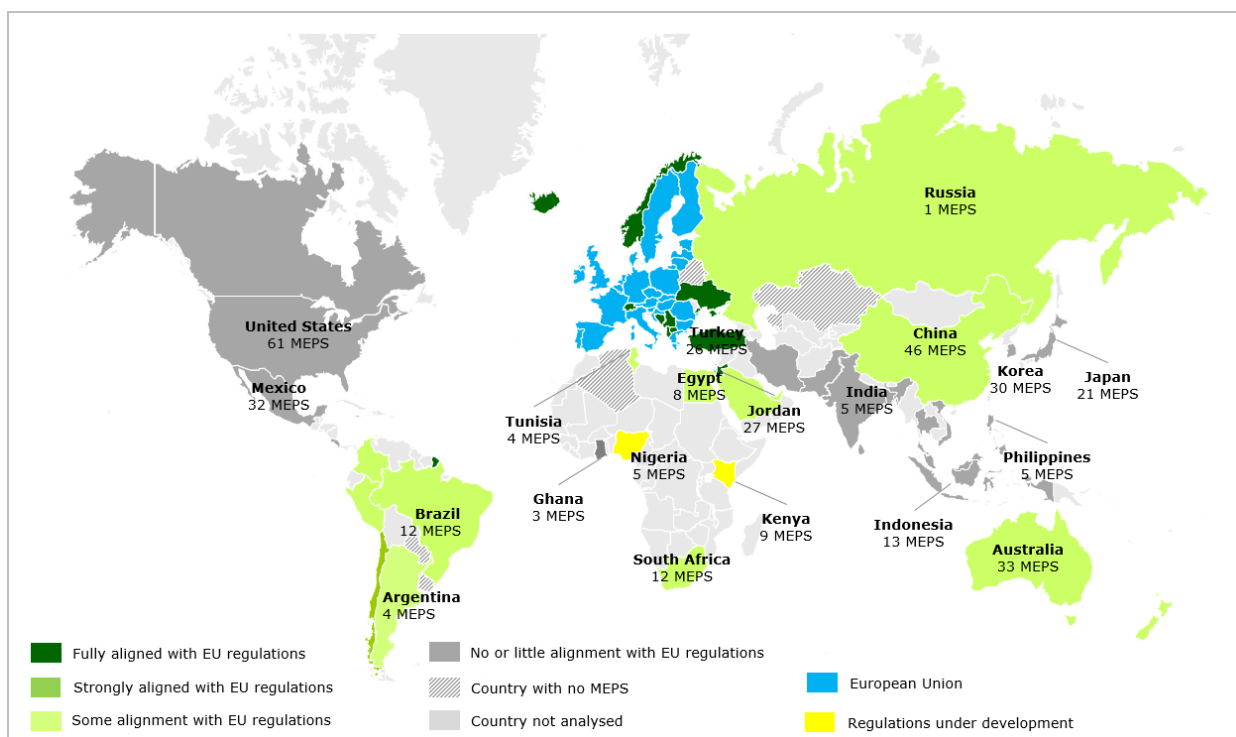 Russia
1 MEPS
United States
61 MEPS
Turkey
26 MEPS
China
46 MEPS
Korea
30 MEPS
Japan
21 MEPS
Mexico
32 MEPS
Egypt
8 MEPS
India
5 MEPS
Tunisia
4 MEPS
Jordan
27 MEPS
Nigeria
5 MEPS
Philippines
5 MEPS
Ghana
3 MEPS
Kenya
9 MEPS
Brazil
12 MEPS
Indonesia
13 MEPS
Australia
33 MEPS
South Africa
12 MEPS
Argentina
4 MEPS
Fully aligned with EU regulations
Strongly aligned with EU regulations
Some alignment with EU regulations
No or little alignment with EU regulations
Country with no MEPS
Country not analysed
European Union
Regulations under development